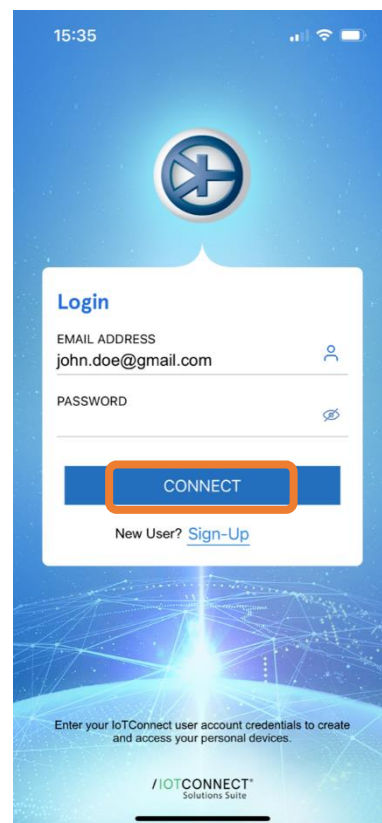 15:35
Login
EMAIL ADDRESS
john.doe@gmail.com
PASSWORD
CONNECT
New User? Sign-Up
Enter your IoTConnect user account credentials to create
and access your personal devices.
/IOTCONNECT®
Solutions Suite